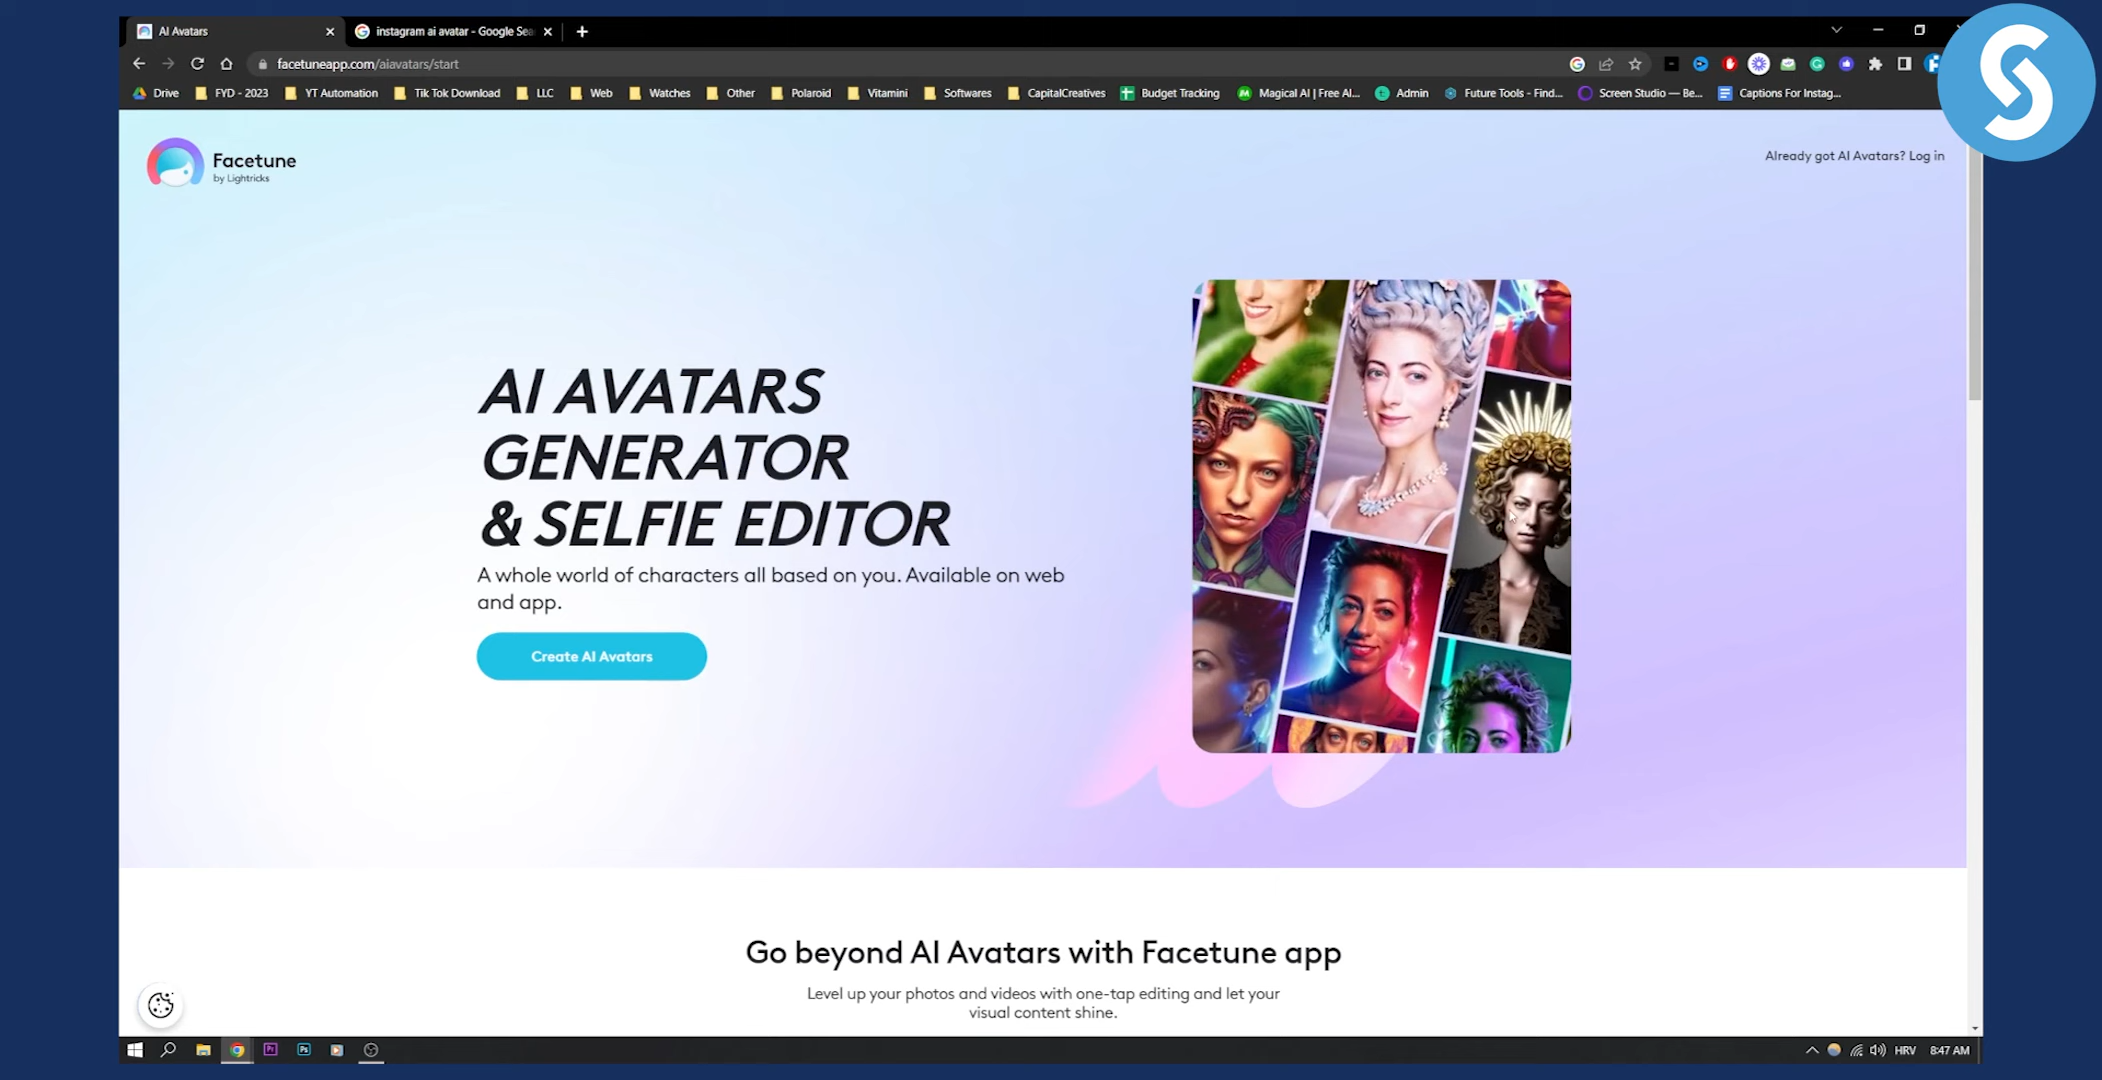 AI Avatars
instagram ai avatar - Google Sea
facetuneapp.com/aiavatars/start
Drive FYD - 2023 YT Automation Tik Tok Download LLC Web Watches Other Polaroid Vitamini Softwares CapitalCreatives Budget Tracking Magical AI | Free AI... Admin Future Tools - Find... Screen Studio — Be... Captions For Instag...
Facetune
by Lightricks
Already got AI Avatars? Log in
AI AVATARS
GENERATOR
& SELFIE EDITOR
A whole world of characters all based on you. Available on web
and app.
Create AI Avatars
Go beyond AI Avatars with Facetune app
Level up your photos and videos with one-tap editing and let your
visual content shine.
Pr Ps
HRV 8:47 AM